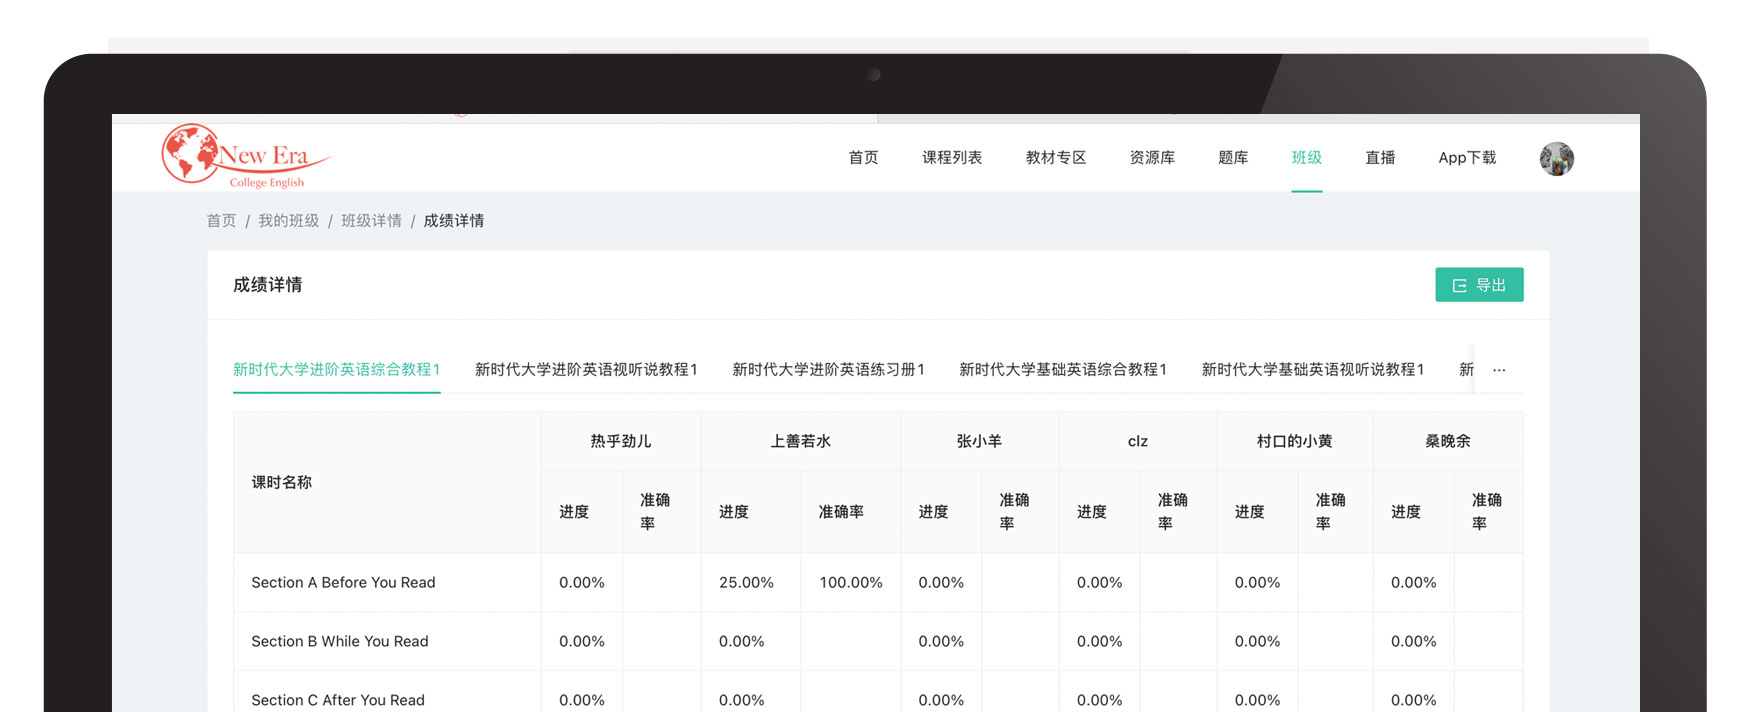 New Era
College English
首页 课程列表 教材专区 资源库 题库 班级 直播 App下载
首页 / 我的班级 / 班级详情 / 成绩详情
成绩详情
导出
新时代大学进阶英语综合教程1 新时代大学进阶英语视听说教程1 新时代大学进阶英语练习册1 新时代大学基础英语综合教程1 新时代大学基础英语视听说教程1 新 ...
课时名称 热乎劲儿 上善若水 张小羊 clz 村口的小黄 桑晚余
进度 准确率 进度 准确率 进度 准确率 进度 准确率 进度 准确率 进度 准确率
Section A Before You Read 0.00% 25.00% 100.00% 0.00% 0.00% 0.00% 0.00%
Section B While You Read 0.00% 0.00% 0.00% 0.00% 0.00% 0.00%
Section C After You Read 0.00% 0.00% 0.00% 0.00% 0.00% 0.00%